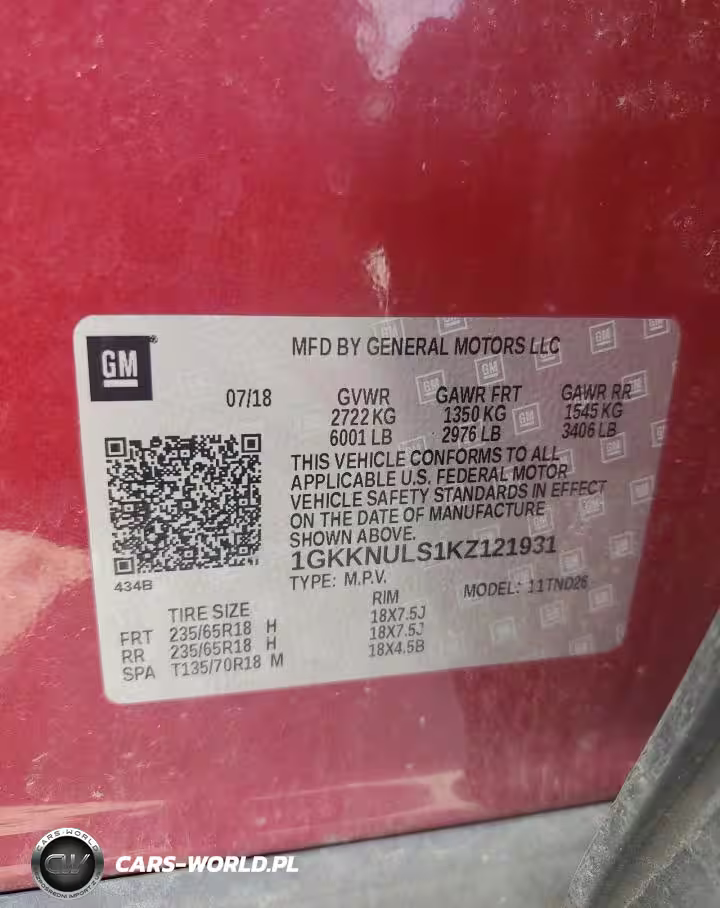 GM
MFD BY GENERAL MOTORS LLC
07/18 GVWR GAWR FRT GAWR RR
2722 KG 1350 KG 1545 KG
6001 LB 2976 LB 3406 LB
THIS VEHICLE CONFORMS TO ALL
APPLICABLE U.S. FEDERAL MOTOR
VEHICLE SAFETY STANDARDS IN EFFECT
ON THE DATE OF MANUFACTURE
SHOWN ABOVE.
1GKKNULS1KZ121931
434B
TYPE: M.P.V. MODEL: 11TND26
TIRE SIZE RIM
FRT 235/65R18 H 18X7.5J
RR 235/65R18 H 18X7.5J
SPA T135/70R18 M 18X4.5B
CARS-WORLD
CW
CARS-WORLD.PL